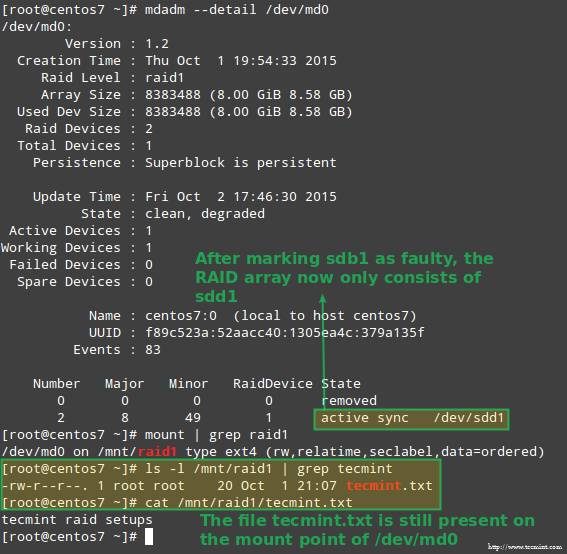 [root@centos7 ~]# mdadm --detail /dev/md0
/dev/md0:
Version : 1.2
Creation Time : Thu Oct 1 19:54:33 2015
Raid Level : raid1
Array Size : 8383488 (8.00 GiB 8.58 GB)
Used Dev Size : 8383488 (8.00 GiB 8.58 GB)
Raid Devices : 2
Total Devices : 1
Persistence : Superblock is persistent
Update Time : Fri Oct 2 17:46:30 2015
State : clean, degraded
Active Devices : 1
Working Devices : 1
Failed Devices : 0
Spare Devices : 0
After marking sdb1 as faulty, the
RAID array now only consists of
sdd1
Name : centos7:0 (local to host centos7)
UUID : f89c523a:52aacc40:1305ea4c:379a135f
Events : 83
Number Major Minor RaidDevice State
0 0 0 0 removed
2 8 49 1 active sync /dev/sdd1
[root@centos7 ~]# mount | grep raid1
/dev/md0 on /mnt/raid1 type ext4 (rw,relatime,seclabel,data=ordered)
[root@centos7 ~]# ls -l /mnt/raid1 | grep tecmint
-rw-r--r--. 1 root root 20 Oct 1 21:07 tecmint.txt
[root@centos7 ~]# cat /mnt/raid1/tecmint.txt
tecmint raid setups
[root@centos7 ~]#
The file tecmint.txt is still present on
the mount point of /dev/md0
http://www.tecmint.com